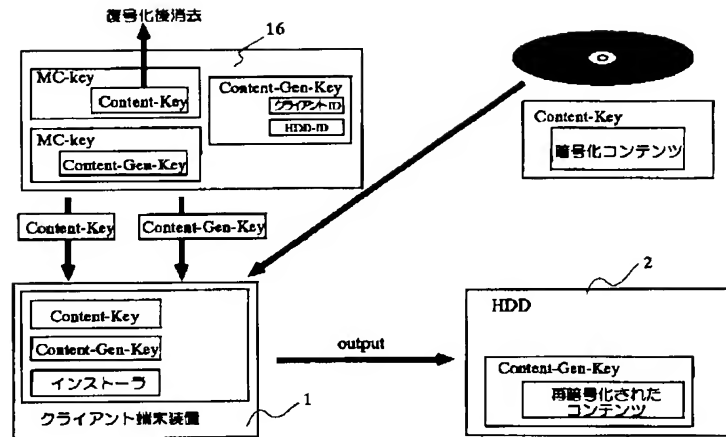 復号化後消去
16
MC-key
Content-Key
MC-key
Content-Gen-Key
Content-Gen-Key
クライアントID
HDD-ID
Content-Key
暗号化コンテンツ
Content-Key
Content-Gen-Key
Content-Key
Content-Gen-Key
インストーラ
クライアント端末装置
1
output
2
HDD
Content-Gen-Key
再暗号化された
コンテンツ